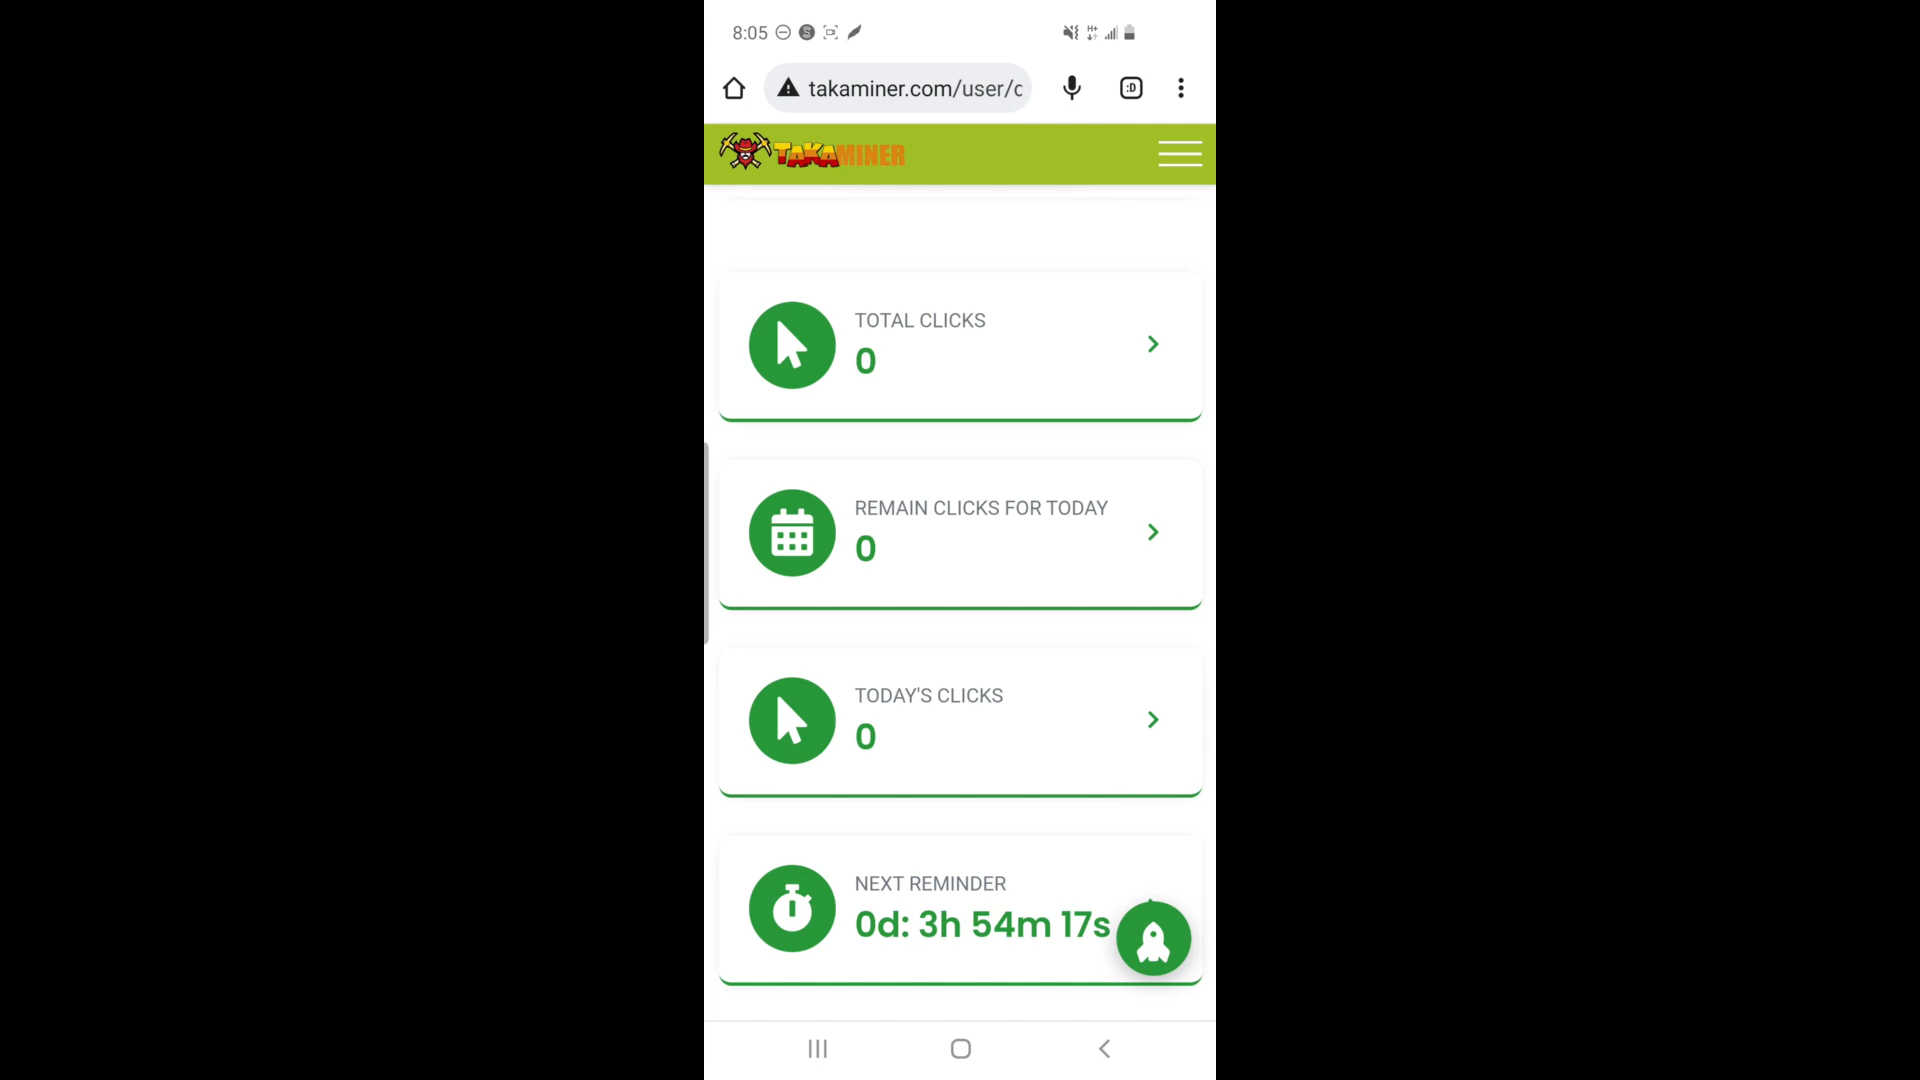 8:05
takaminer.com/user/c
:D
TAKAMINER
TOTAL CLICKS
0
REMAIN CLICKS FOR TODAY
0
TODAY'S CLICKS
0
NEXT REMINDER
0d: 3h 54m 17s